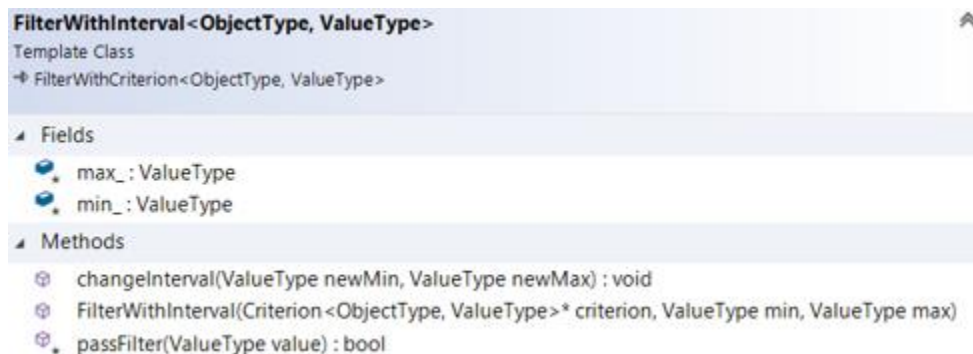 FilterWithInterval<ObjectType, ValueType>
Template Class
FilterWithCriterion<ObjectType, ValueType>
Fields
max_ : ValueType
min_ : ValueType
Methods
changeInterval(ValueType newMin, ValueType newMax) : void
FilterWithInterval(Criterion<ObjectType, ValueType>* criterion, ValueType min, ValueType max)
passFilter(ValueType value) : bool